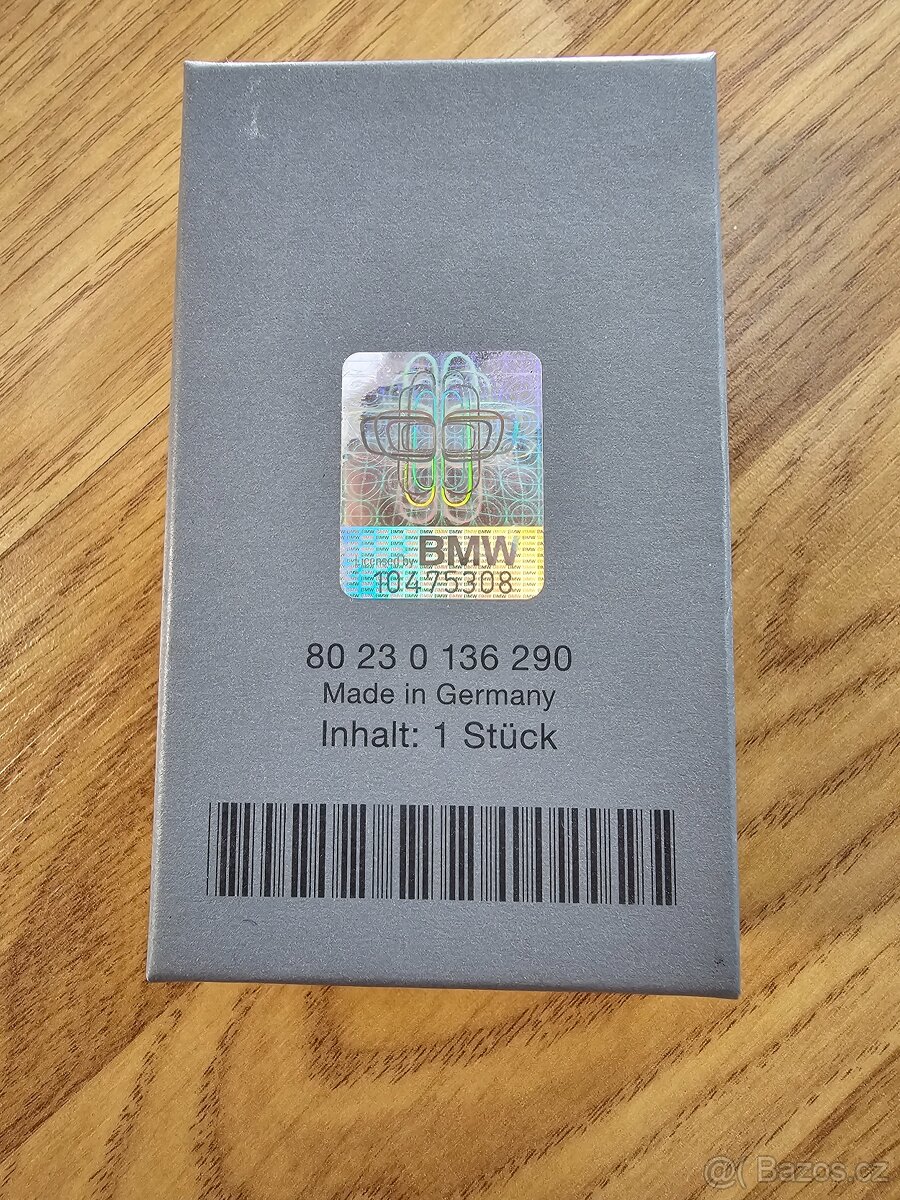 Licensed by BMW
10475308
80 23 0 136 290
Made in Germany
Inhalt: 1 Stück
@( Bazos.cz